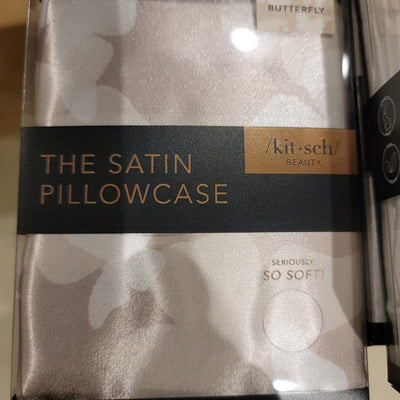 BUTTERFLY
THE SATIN
PILLOWCASE
/kit·sch/
BEAUTY
SERIOUSLY,
SO SOFT!